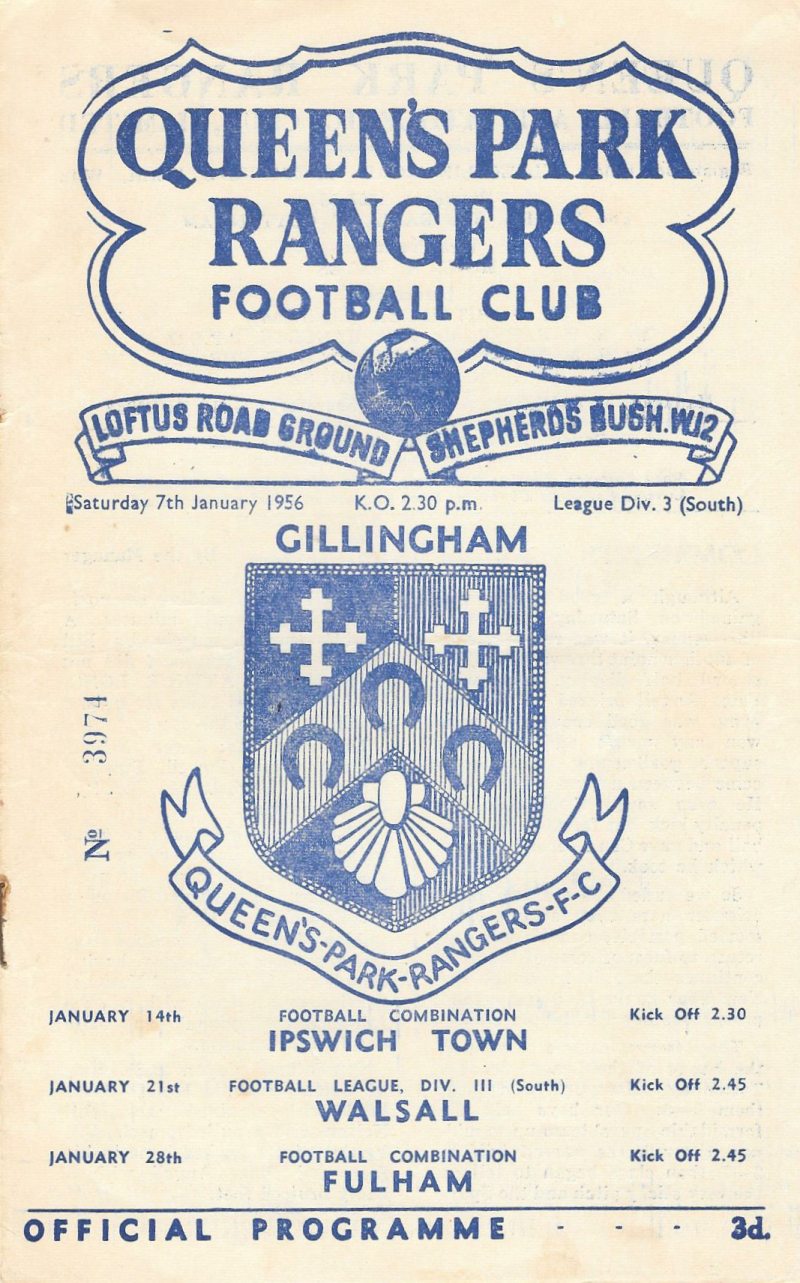 QUEEN'S PARK
RANGERS
FOOTBALL CLUB
LOFTUS ROAD GROUND SHEPHERDS BUSH. W.12
Saturday 7th January 1956 K.O. 2.30 p.m. League Div. 3 (South)
GILLINGHAM
Nº 3974
QUEEN'S-PARK-RANGERS-F-C
JANUARY 14th FOOTBALL COMBINATION Kick Off 2.30
IPSWICH TOWN
JANUARY 21st FOOTBALL LEAGUE, DIV. III (South) Kick Off 2.45
WALSALL
JANUARY 28th FOOTBALL COMBINATION Kick Off 2.45
FULHAM
OFFICIAL PROGRAMME - - - 3d.